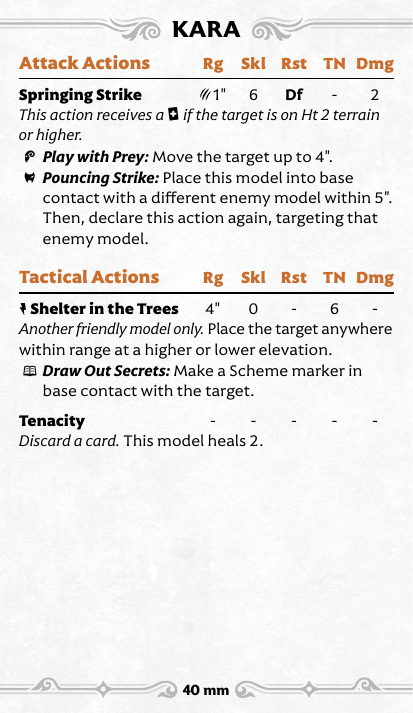 KARA
Attack Actions Rg Skl Rst TN Dmg
Springing Strike 1" 6 Df - 2
This action receives a if the target is on Ht 2 terrain
or higher.
Play with Prey: Move the target up to 4".
Pouncing Strike: Place this model into base
contact with a different enemy model within 5".
Then, declare this action again, targeting that
enemy model.
Tactical Actions Rg Skl Rst TN Dmg
Shelter in the Trees 4" 0 - 6 -
Another friendly model only. Place the target anywhere
within range at a higher or lower elevation.
Draw Out Secrets: Make a Scheme marker in
base contact with the target.
Tenacity - - - - -
Discard a card. This model heals 2.
40 mm